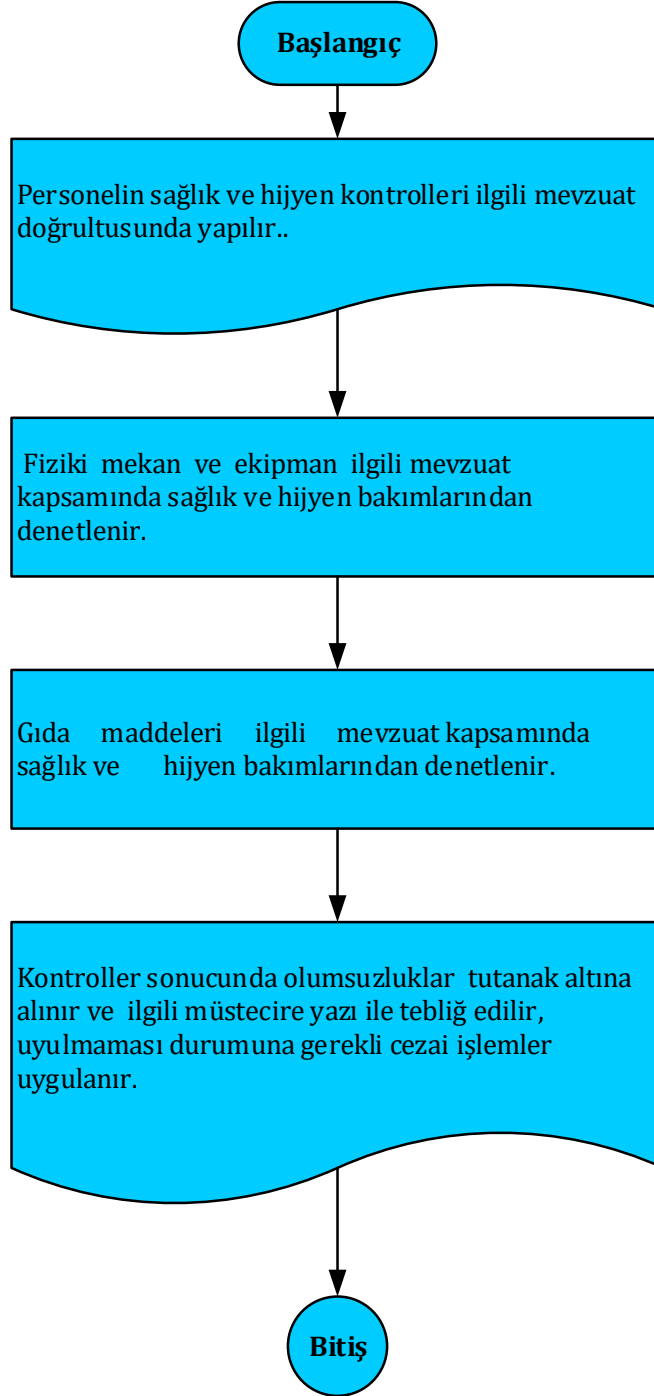 Başlangıç
Personelin sağlık ve hijyen kontrolleri ilgili mevzuat
doğrultusunda yapılır..
Fiziki mekan ve ekipman ilgili mevzuat
kapsamında sağlık ve hijyen bakımlarından
denetlenir.
Gıda maddeleri ilgili mevzuat kapsamında
sağlık ve hijyen bakımlarından denetlenir.
Kontroller sonucunda olumsuzluklar tutanak altına
alınır ve ilgili müstecire yazı ile tebliğ edilir,
uyulmaması durumuna gerekli cezai işlemler
uygulanır.
Bitiş